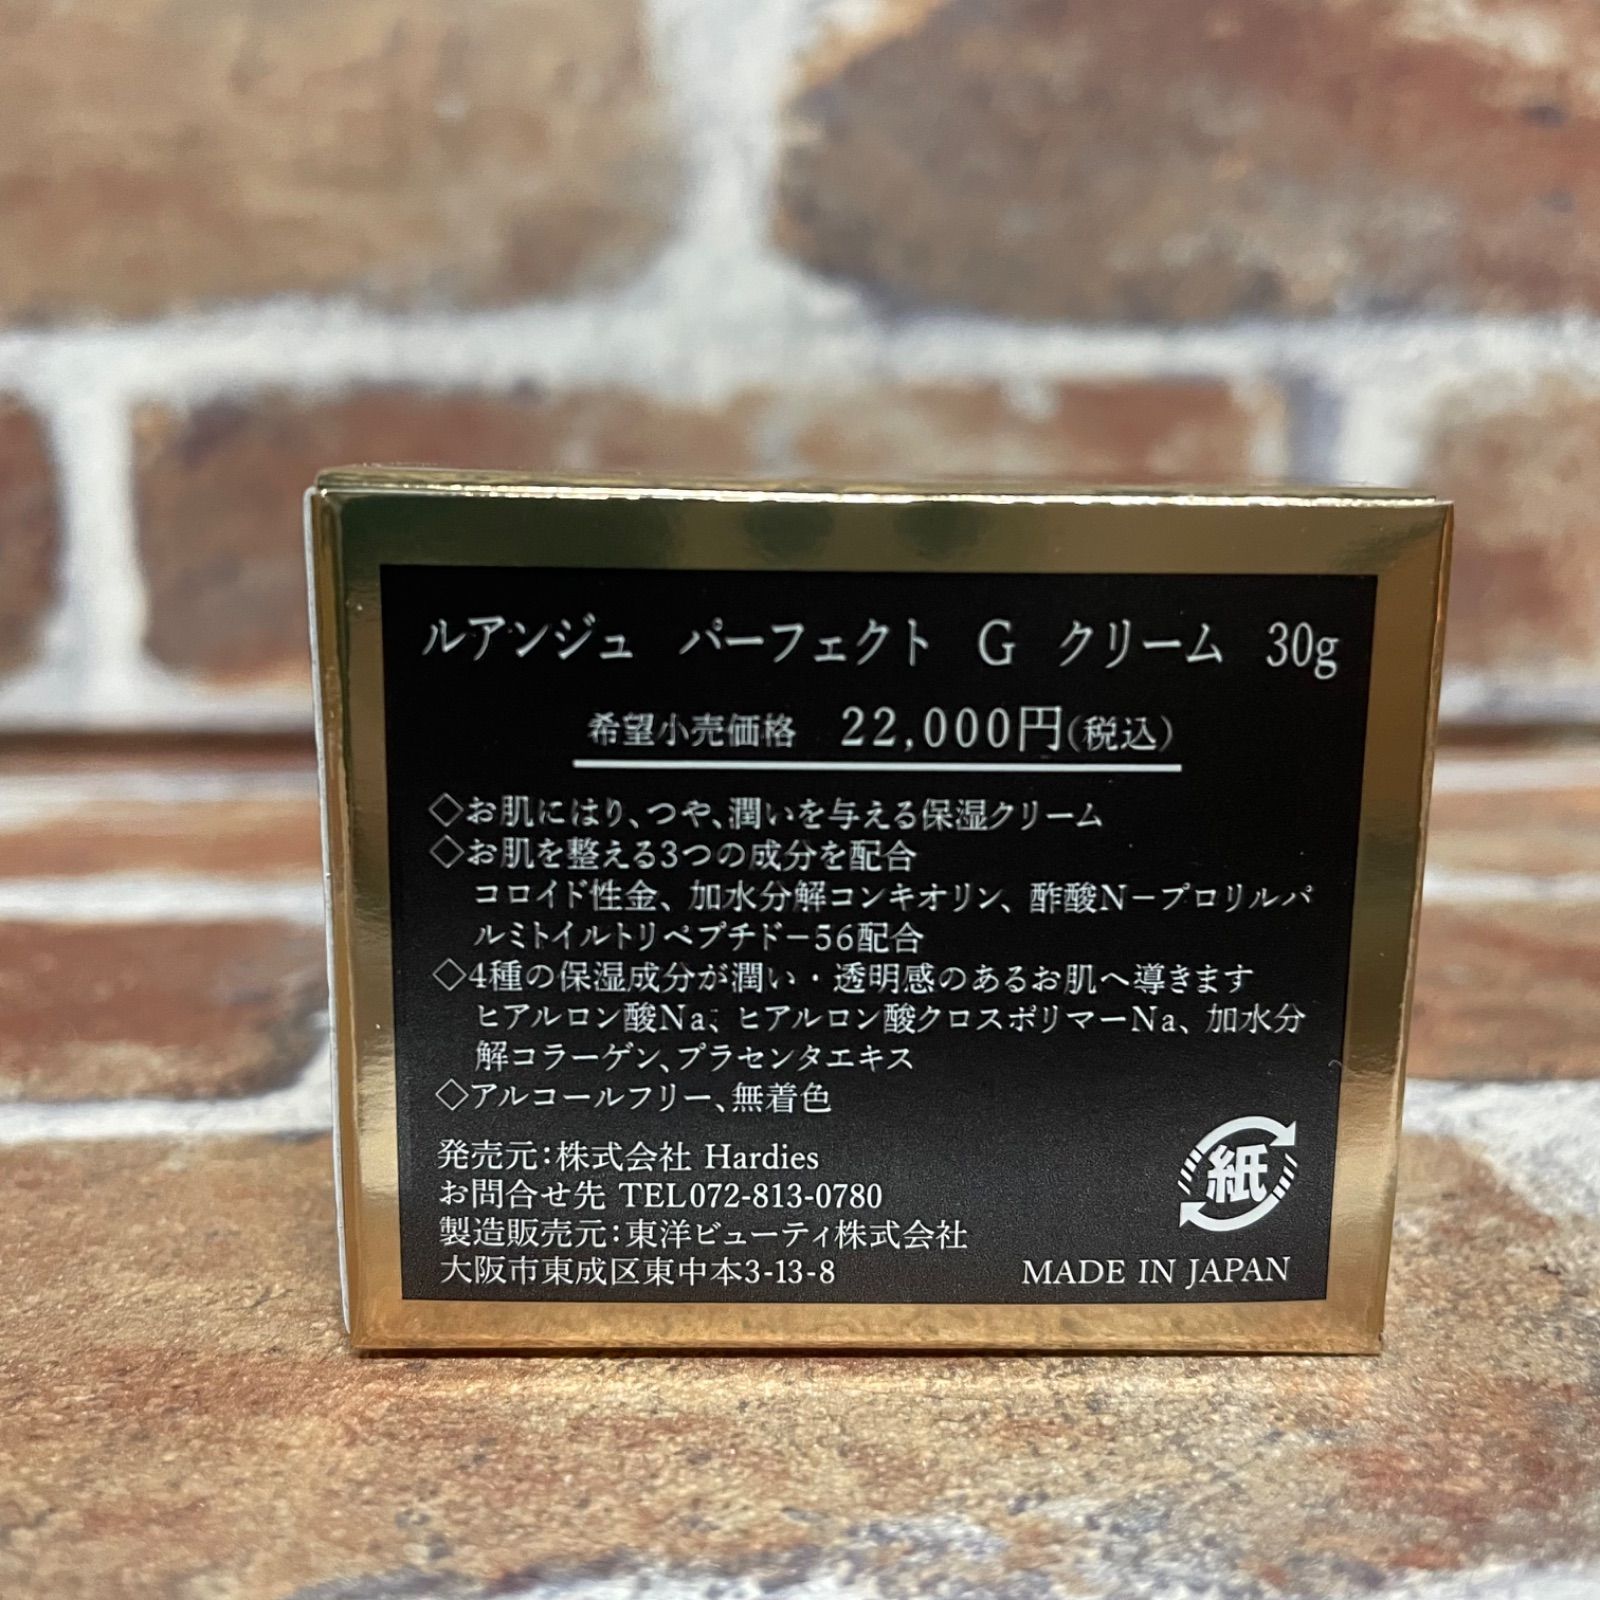 ルアンジュ パーフェクト G クリーム 30g
希望小売価格 22,000円(税込)
◇お肌にはり、つや、潤いを与える保湿クリーム
◇お肌を整える3つの成分を配合
コロイド性金、加水分解コンキオリン、酢酸N−プロリルパ
ルミトイルトリペプチド−56配合
◇4種の保湿成分が潤い・透明感のあるお肌へ導きます
ヒアルロン酸Na、ヒアルロン酸クロスポリマーNa、加水分
解コラーゲン、プラセンタエキス
◇アルコールフリー、無着色
発売元:株式会社 Hardies
お問合せ先 TEL072-813-0780
製造販売元:東洋ビューティ株式会社
大阪市東成区東中本3-13-8
紙
MADE IN JAPAN